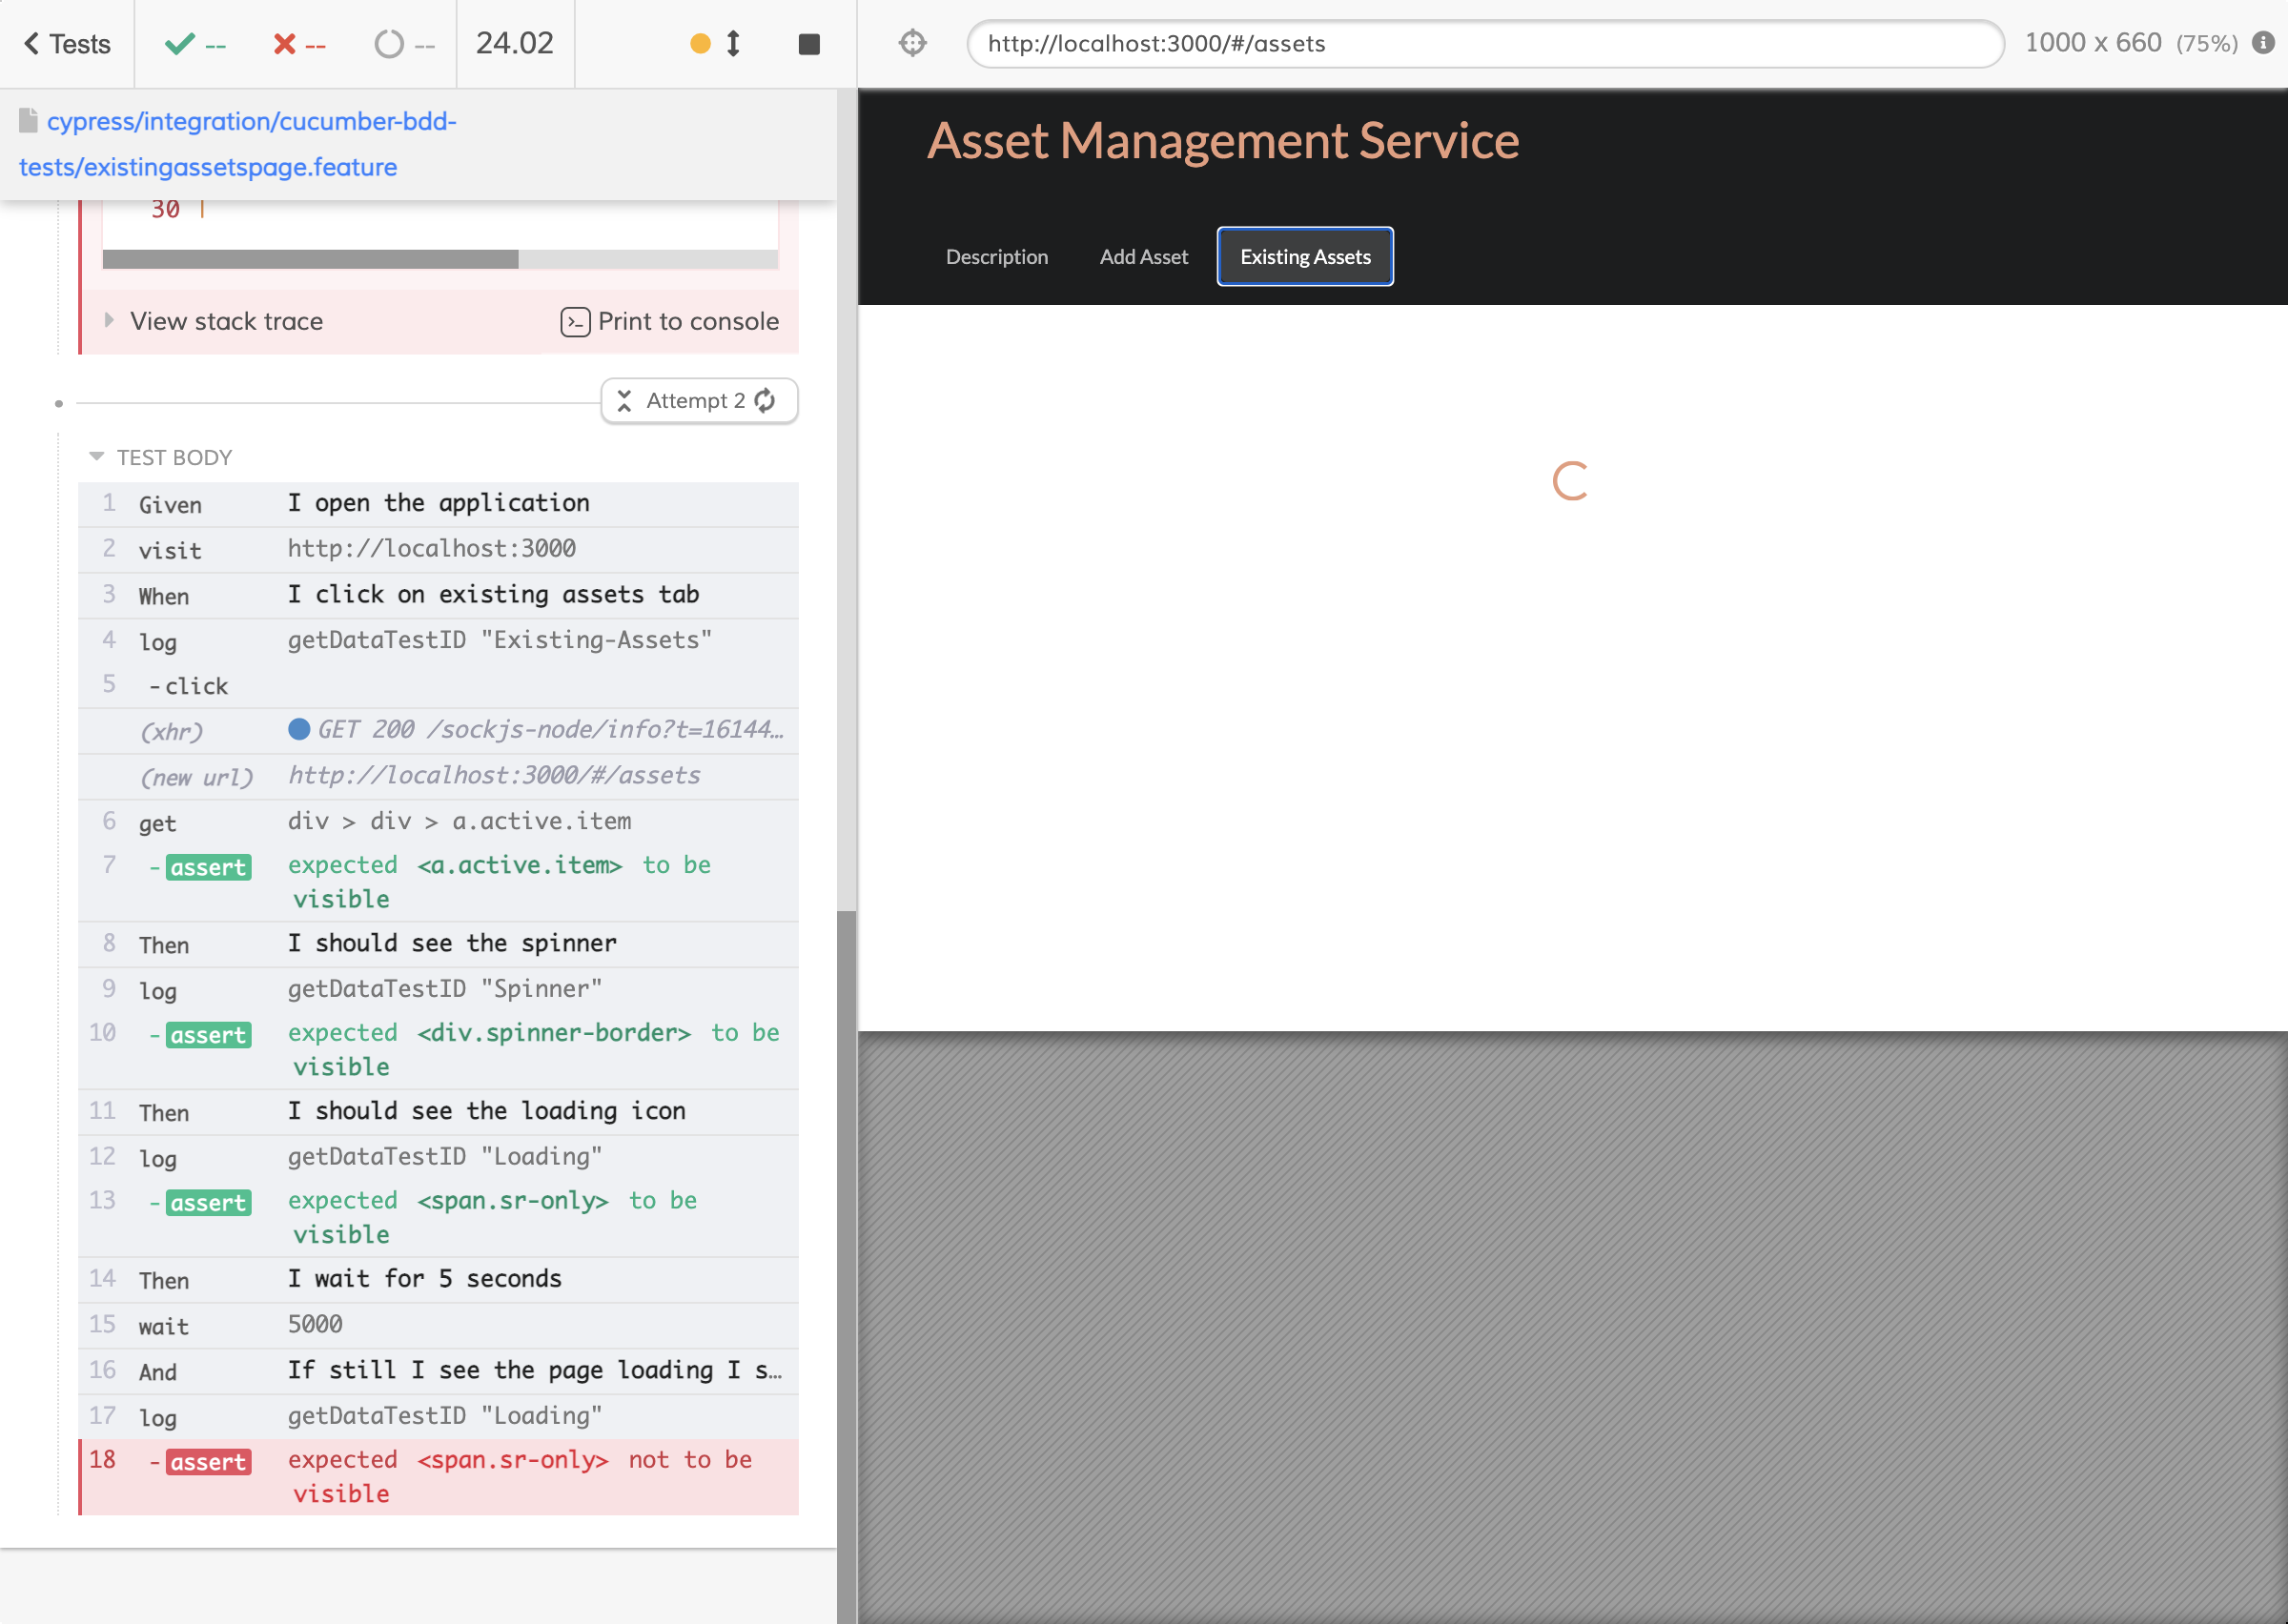 Tests -- -- -- 24.02
http://localhost:3000/#/assets 1000 x 660 (75%)
cypress/integration/cucumber-bdd-
tests/existingassetspage.feature
30 |
View stack trace Print to console
Attempt 2
TEST BODY
1 Given I open the application
2 visit http://localhost:3000
3 When I click on existing assets tab
4 log getDataTestID "Existing-Assets"
5 -click
(xhr) GET 200 /sockjs-node/info?t=16144…
(new url) http://localhost:3000/#/assets
6 get div > div > a.active.item
7 -assert expected <a.active.item> to be
visible
8 Then I should see the spinner
9 log getDataTestID "Spinner"
10 -assert expected <div.spinner-border> to be
visible
11 Then I should see the loading icon
12 log getDataTestID "Loading"
13 -assert expected <span.sr-only> to be
visible
14 Then I wait for 5 seconds
15 wait 5000
16 And If still I see the page loading I s…
17 log getDataTestID "Loading"
18 -assert expected <span.sr-only> not to be
visible
Asset Management Service
Description Add Asset Existing Assets